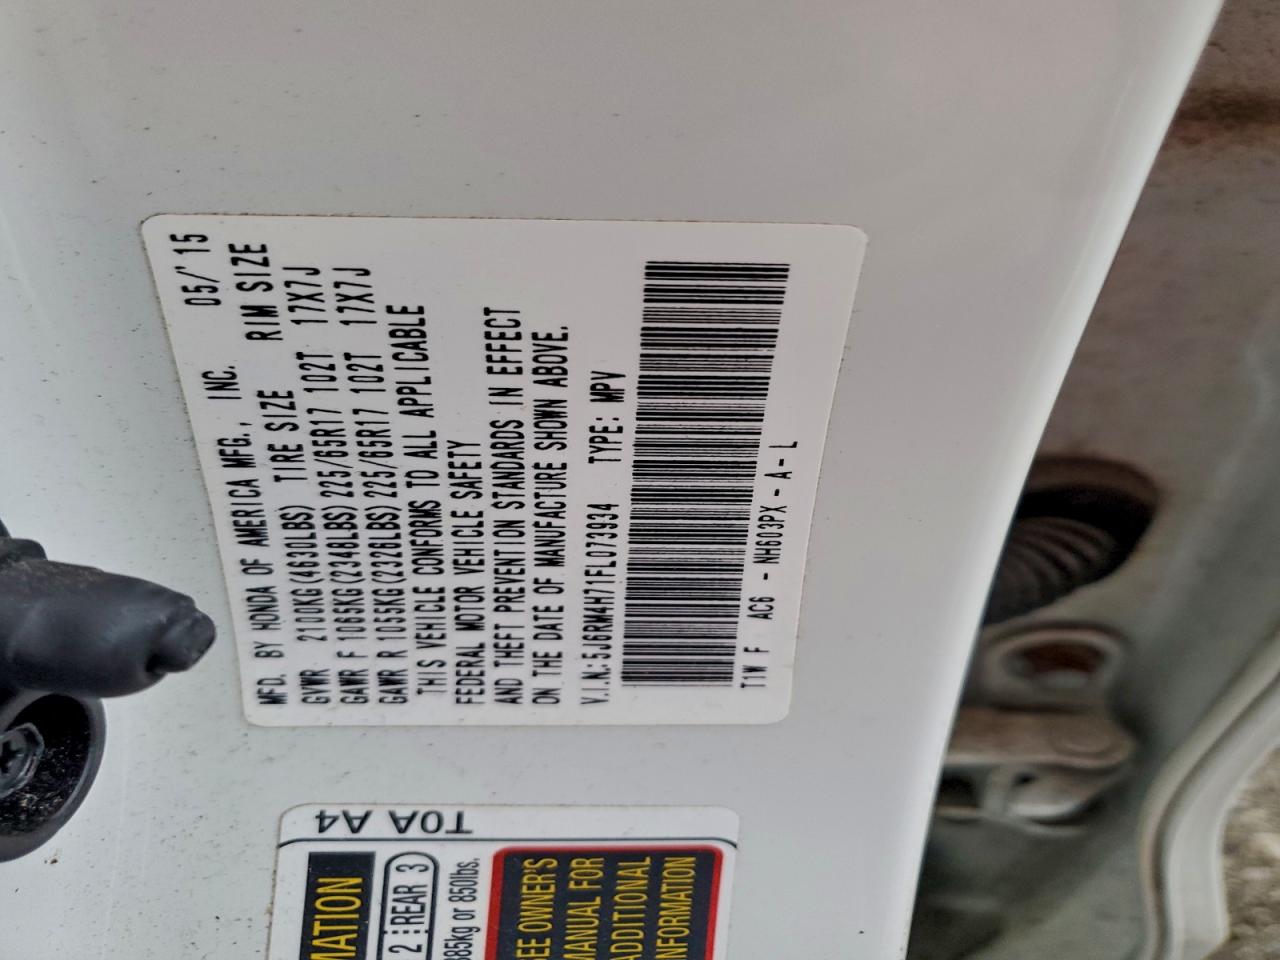 MFD. BY HONDA OF AMERICA MFG., INC. 05/'15
GVWR 2100KG(4630LBS) TIRE SIZE RIM SIZE
GAWR F 1065KG(2348LBS) 225/65R17 102T 17X7J
GAWR R 1055KG(2326LBS) 225/65R17 102T 17X7J
THIS VEHICLE CONFORMS TO ALL APPLICABLE
FEDERAL MOTOR VEHICLE SAFETY
AND THEFT PREVENTION STANDARDS IN EFFECT
ON THE DATE OF MANUFACTURE SHOWN ABOVE.
V.I.N.: 5J6RM4H71FL073934 TYPE: MPV
T1W F AC6 - NH603PX - A - L
T0A A4
MATION
2 REAR 3
385kg or 850lbs.
SEE OWNER'S
MANUAL FOR
ADDITIONAL
INFORMATION